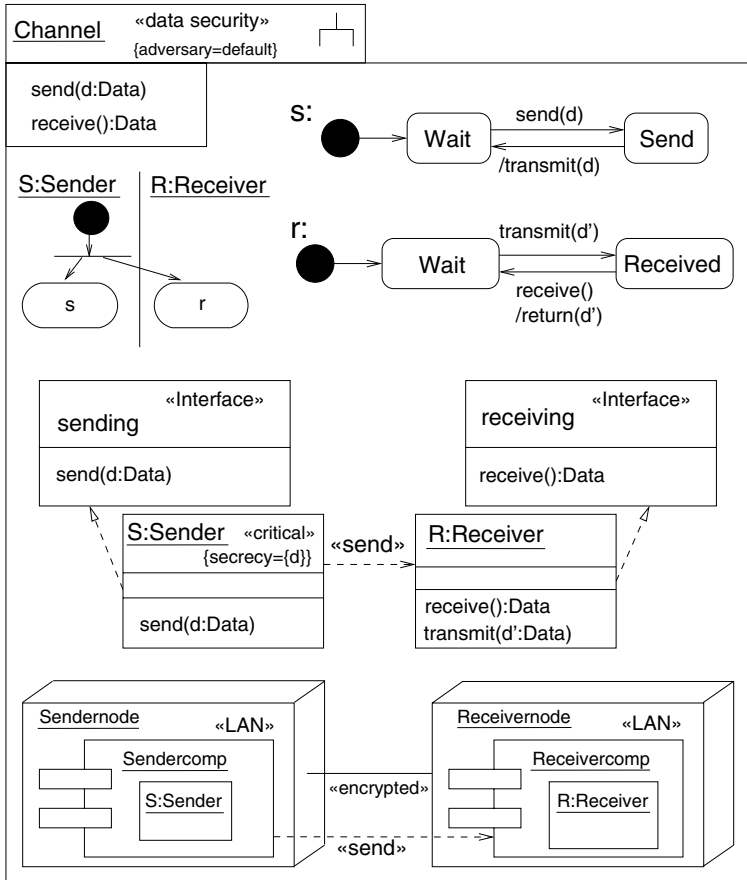 Channel
«data security»
{adversary=default}
send(d:Data)
receive():Data
s:
Wait
send(d)
/transmit(d)
Send
S:Sender
R:Receiver
s
r
r:
Wait
transmit(d')
receive()
/return(d')
Received
«Interface»
sending
send(d:Data)
«Interface»
receiving
receive():Data
S:Sender
«critical»
{secrecy={d}}
send(d:Data)
«send»
R:Receiver
receive():Data
transmit(d':Data)
Sendernode
«LAN»
Sendercomp
S:Sender
«encrypted»
«send»
Receivernode
«LAN»
Receivercomp
R:Receiver